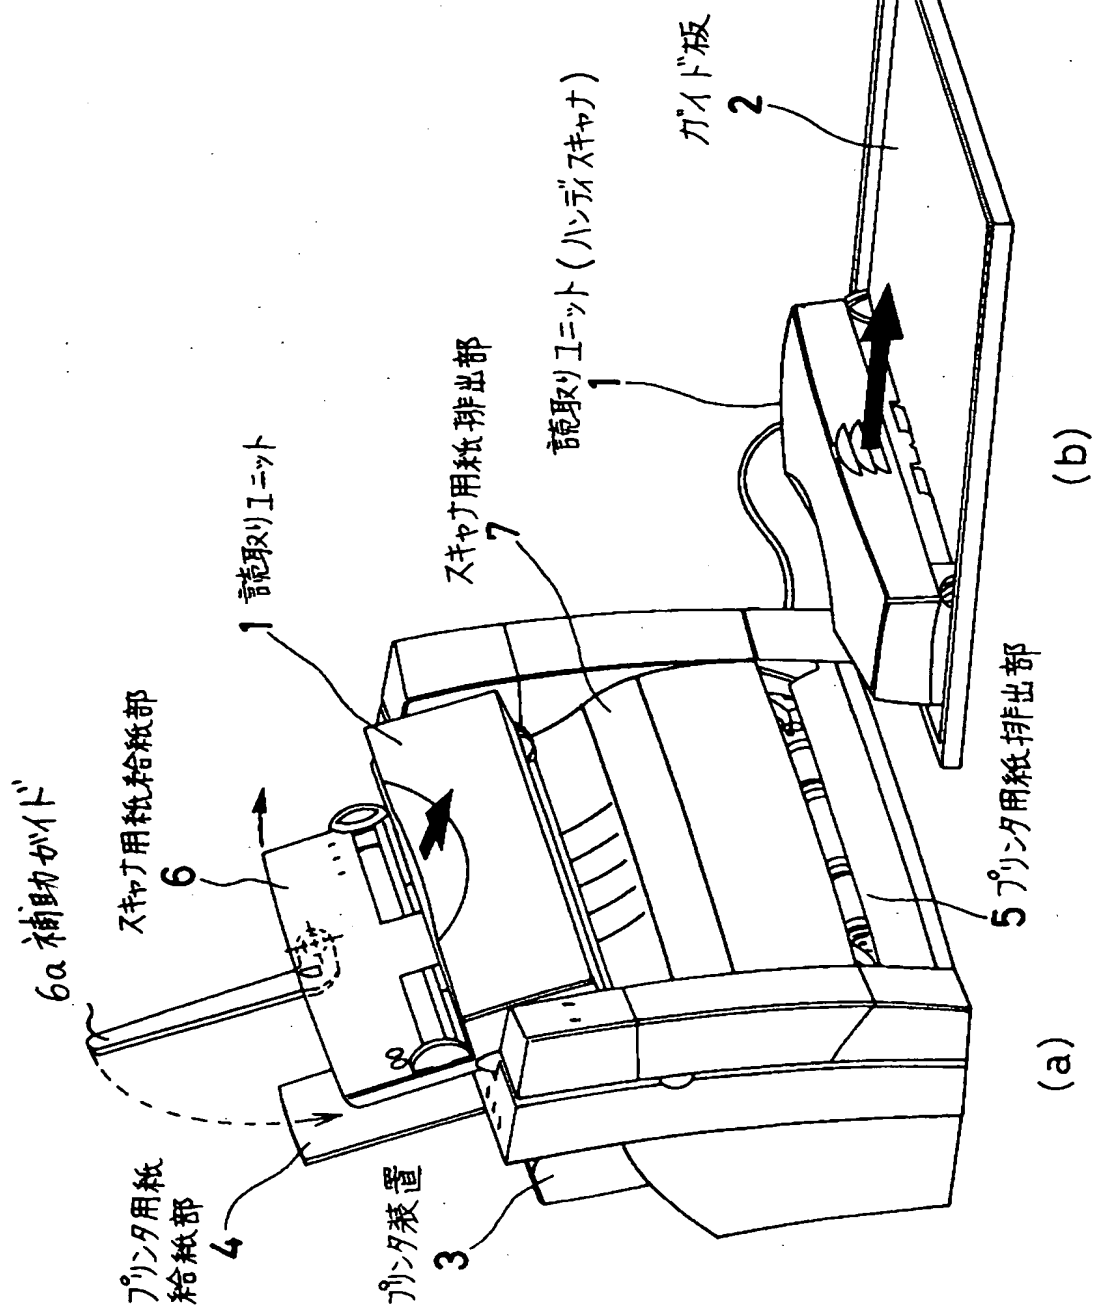 6a 補助ガイド
スキャナ用紙給紙部
6
1 読取りユニット
スキャナ用紙排出部
7
読取りユニット(ハンディスキャナ)
1
ガイド板
2
プリンタ用紙
給紙部
4
プリンタ装置
3
8
5 プリンタ用紙排出部
(a)
(b)